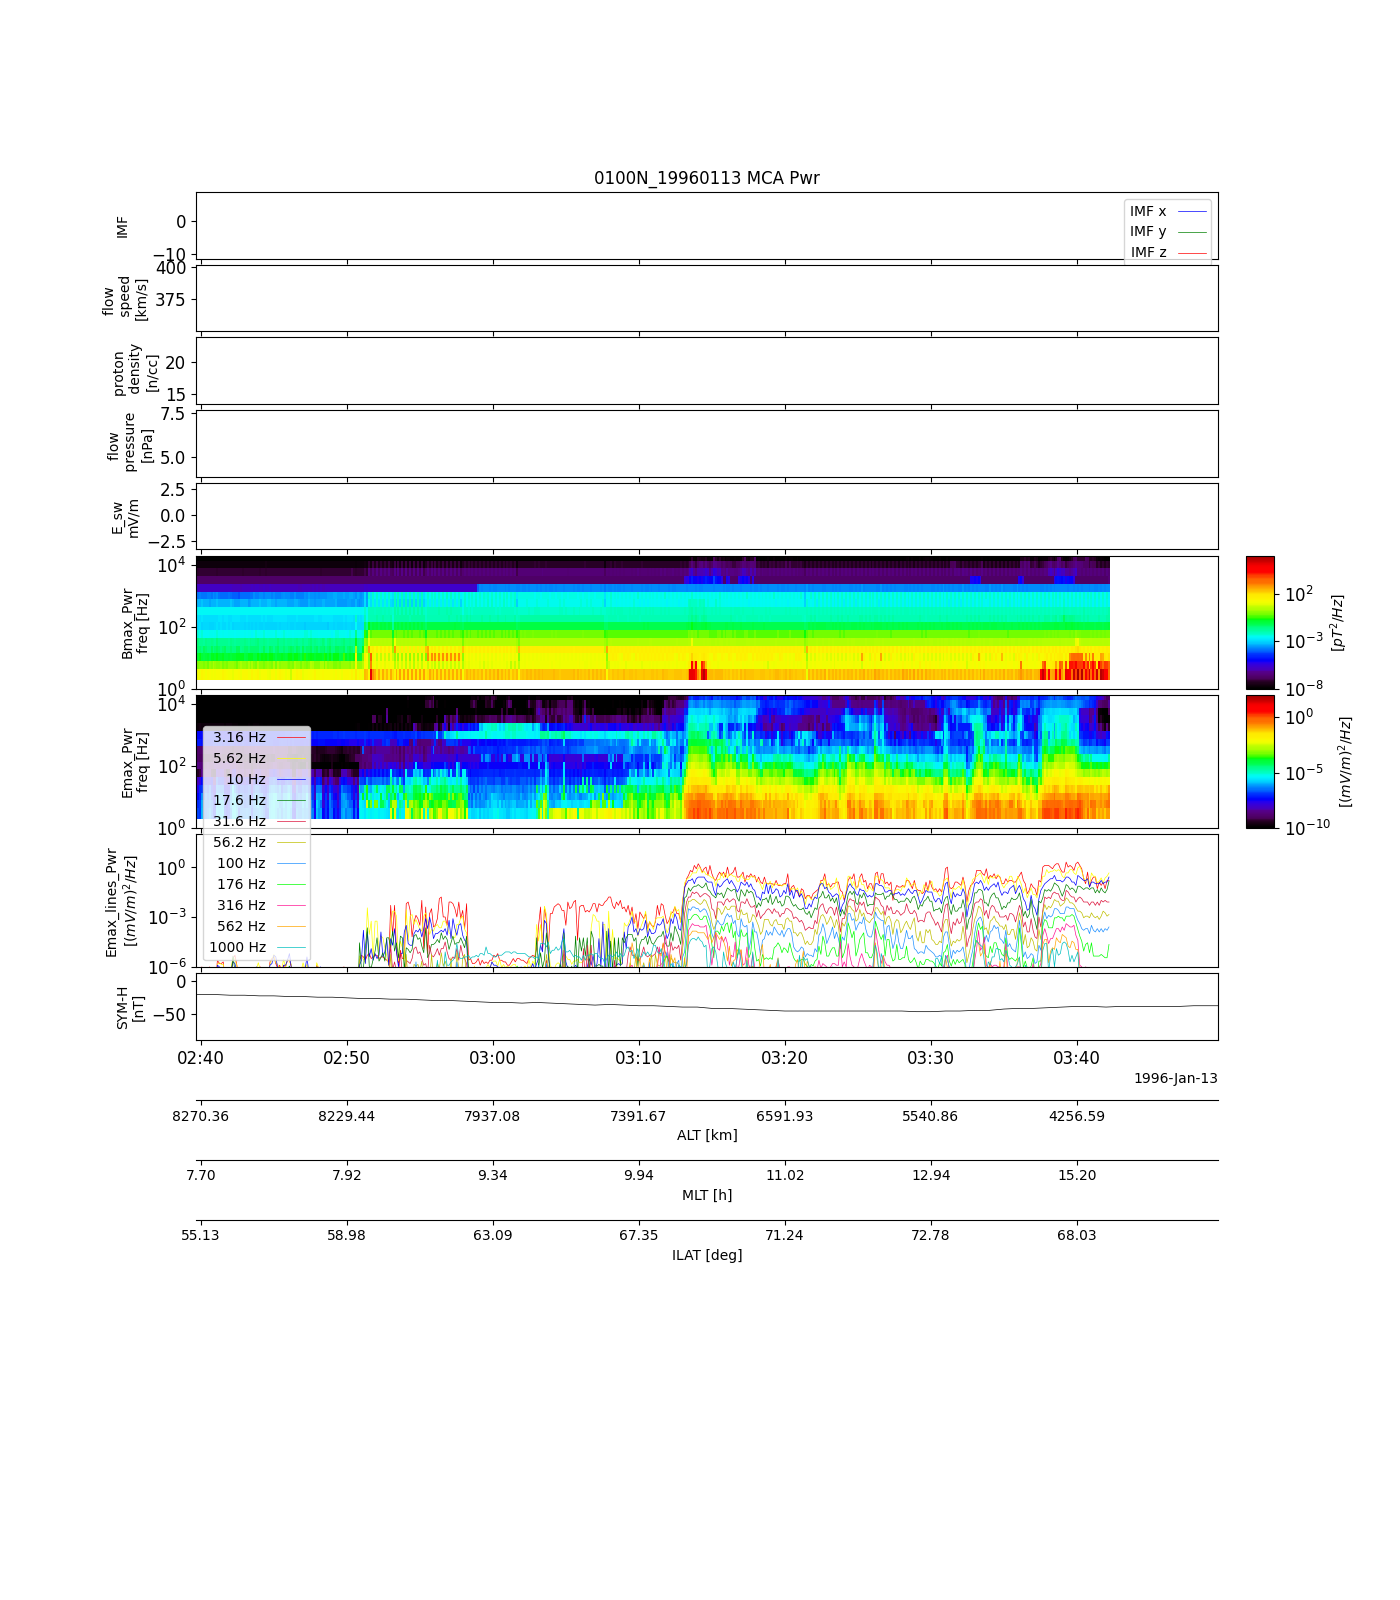 0100N_19960113 MCA Pwr
IMF
0
−10
IMF x
IMF y
IMF z
flow
speed
[km/s]
400
375
proton
density
[n/cc]
20
15
flow
pressure
[nPa]
7.5
5.0
E_sw
mV/m
2.5
0.0
−2.5
Bmax_Pwr
freq [Hz]
10^4
10^2
10^0
10^2
10^−3
10^−8
[pT^2/Hz]
Emax_Pwr
freq [Hz]
10^4
10^2
10^0
10^0
10^−5
10^−10
[(mV/m)^2/Hz]
3.16 Hz
5.62 Hz
10 Hz
17.6 Hz
31.6 Hz
56.2 Hz
100 Hz
176 Hz
316 Hz
562 Hz
1000 Hz
Emax_lines_Pwr
[(mV/m)^2/Hz]
10^0
10^−3
10^−6
SYM-H
[nT]
0
−50
02:40 02:50 03:00 03:10 03:20 03:30 03:40
1996-Jan-13
8270.36 8229.44 7937.08 7391.67 6591.93 5540.86 4256.59
ALT [km]
7.70 7.92 9.34 9.94 11.02 12.94 15.20
MLT [h]
55.13 58.98 63.09 67.35 71.24 72.78 68.03
ILAT [deg]